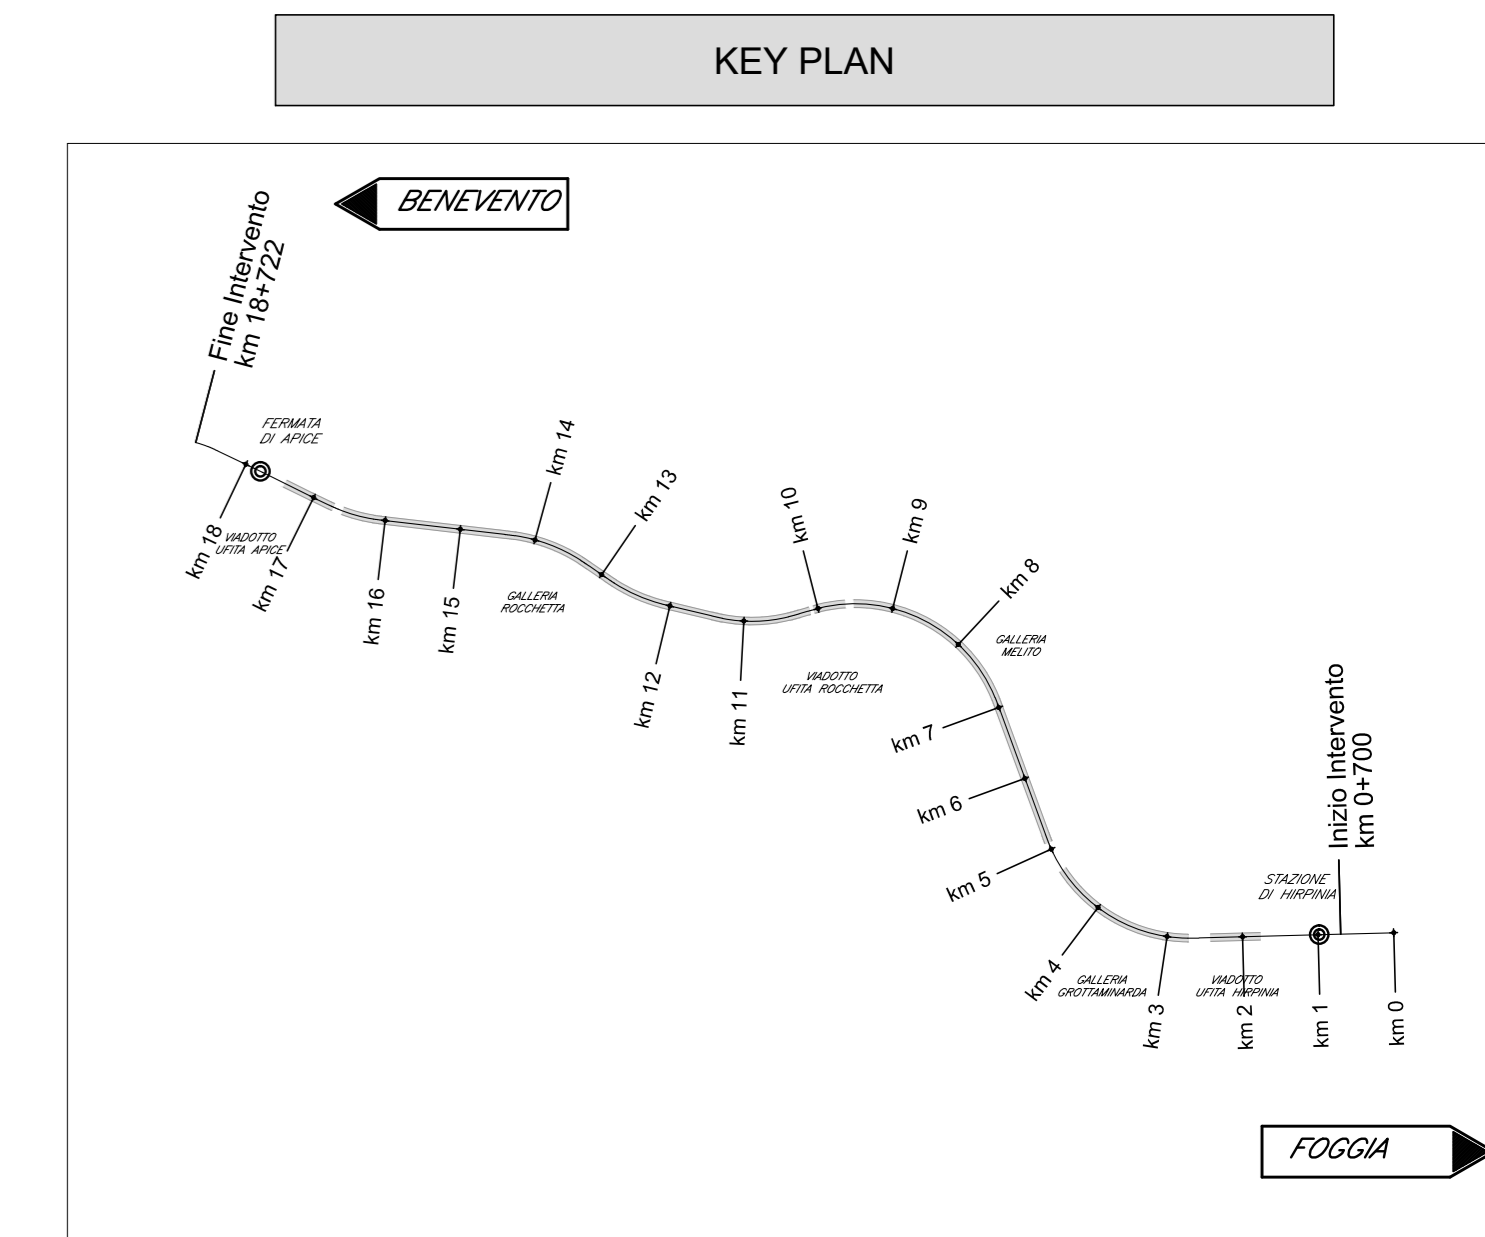 KEY PLAN
BENEVENTO
Fine Intervento
km 18+722
FERMATA
DI APICE
km 18
VIADOTTO
UFITA APICE
km 17
km 16
km 15
km 14
GALLERIA
ROCCHETTA
km 13
km 12
km 11
km 10
VIADOTTO
UFITA ROCCHETTA
km 9
km 8
GALLERIA
MELITO
km 7
km 6
km 5
km 4
GALLERIA
GROTTAMINARDA
km 3
VIADOTTO
UFITA HIRPINIA
km 2
STAZIONE
DI HIRPINIA
Inizio Intervento
km 0+700
km 1
km 0
FOGGIA